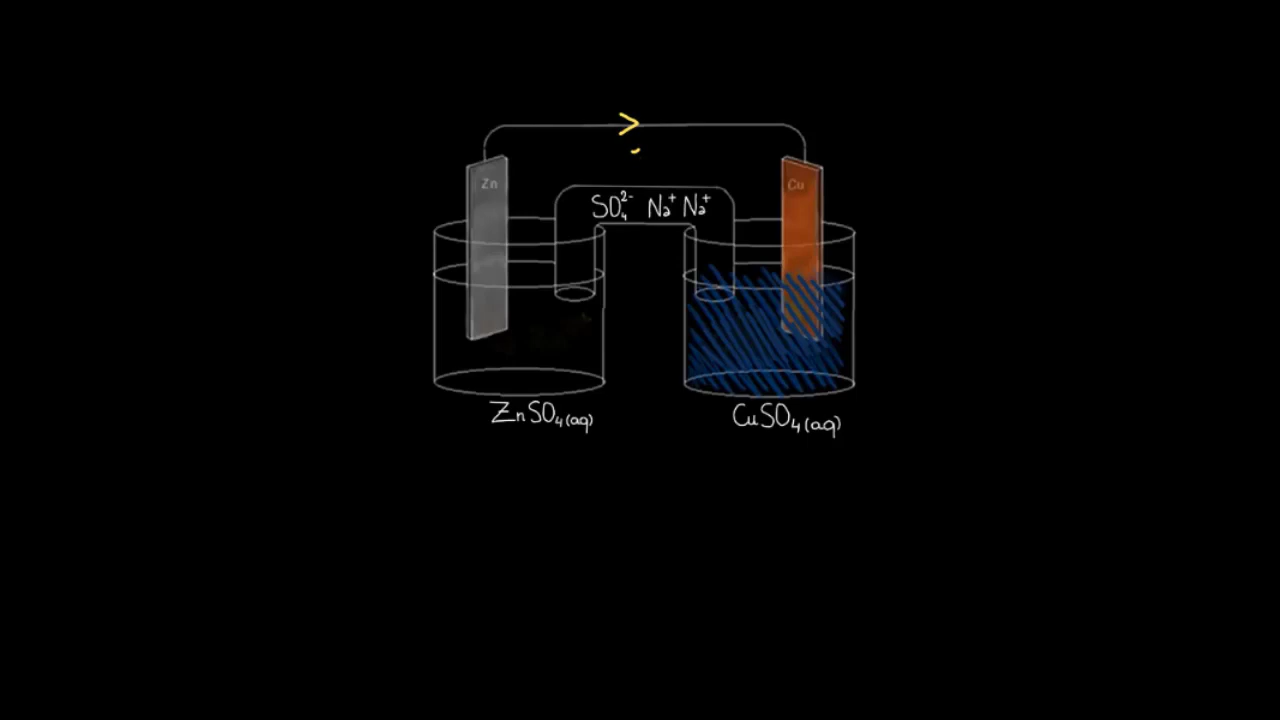 Zn
Cu
SO₄²⁻ Na⁺ Na⁺
ZnSO₄(aq)
CuSO₄(aq)